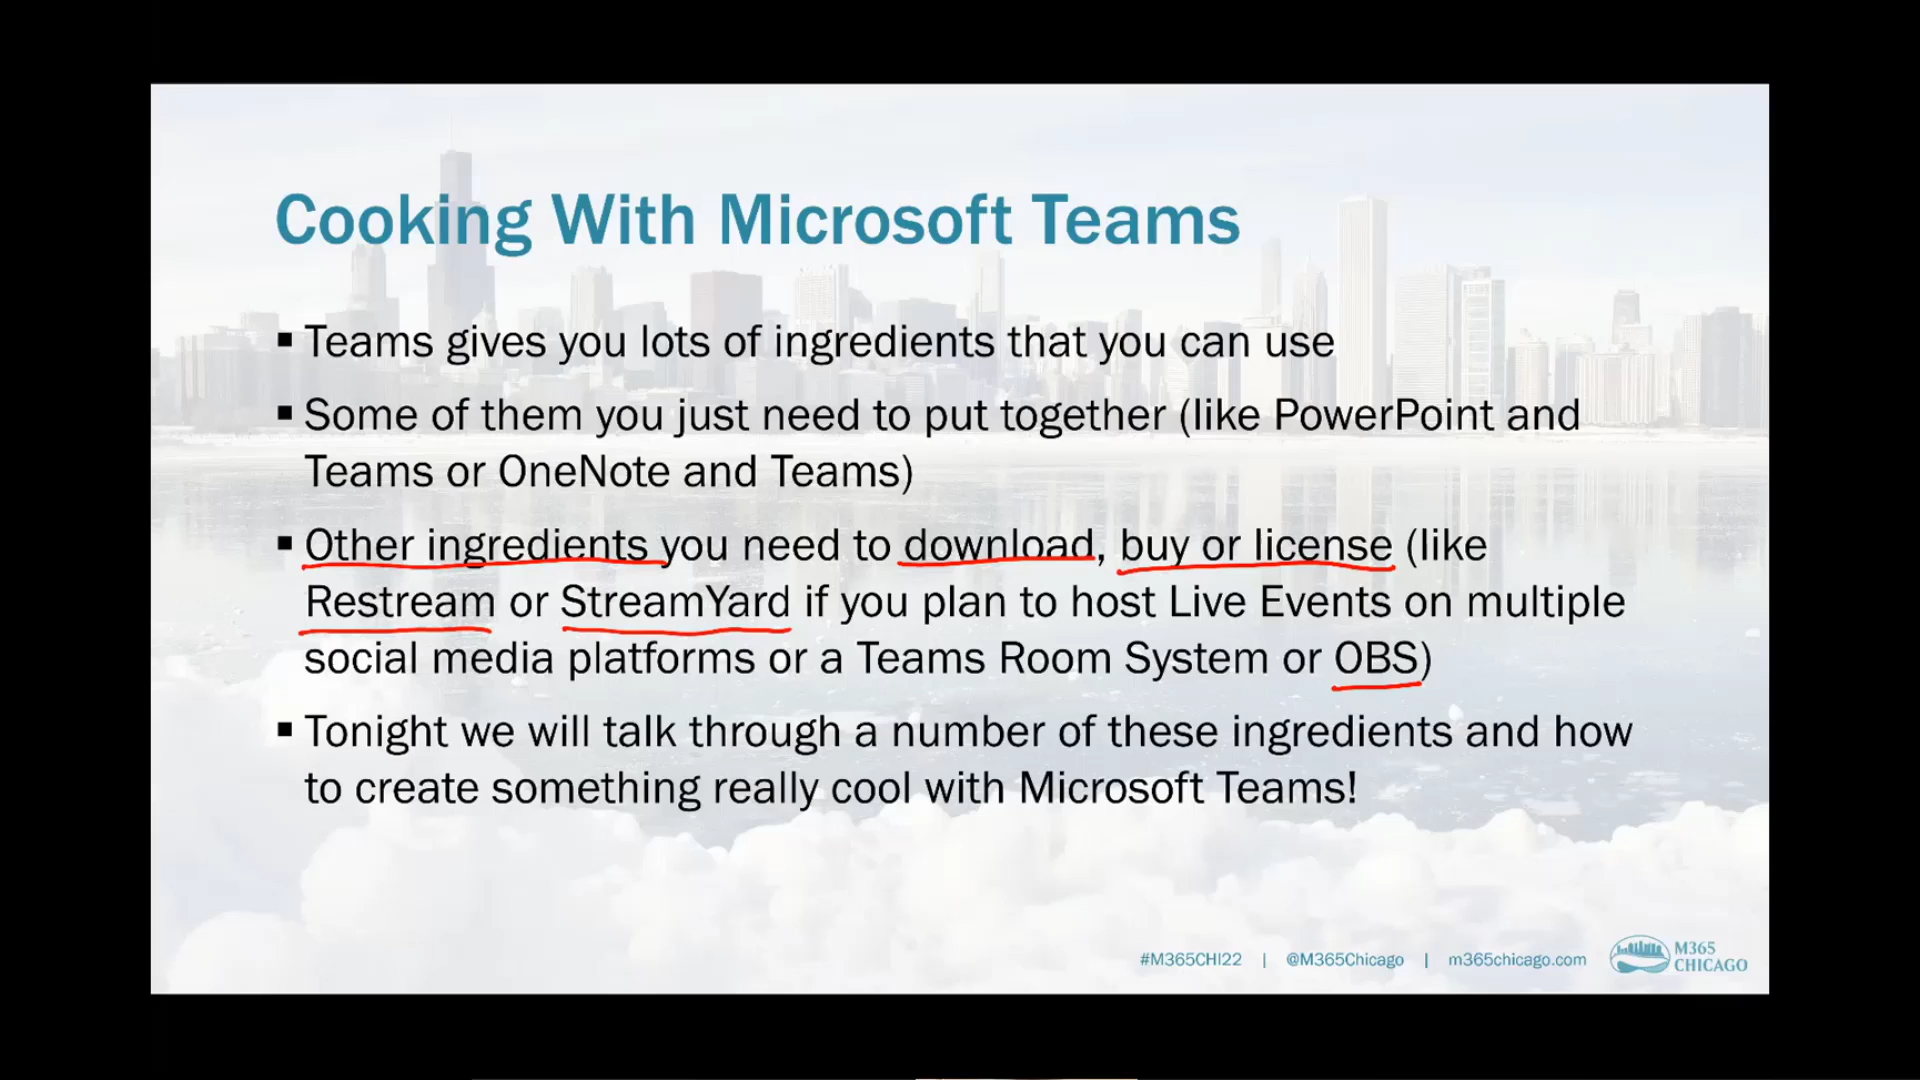 Cooking With Microsoft Teams
▪ Teams gives you lots of ingredients that you can use
▪ Some of them you just need to put together (like PowerPoint and
Teams or OneNote and Teams)
▪ Other ingredients you need to download, buy or license (like
Restream or StreamYard if you plan to host Live Events on multiple
social media platforms or a Teams Room System or OBS)
▪ Tonight we will talk through a number of these ingredients and how
to create something really cool with Microsoft Teams!
#M365CHI22 | @M365Chicago | m365chicago.com
M365
CHICAGO